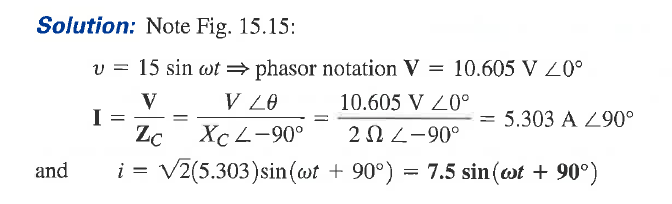 Solution: Note Fig. 15.15:
υ = 15 sin ωt ⇒ phasor notation V = 10.605 V ∠0°
I = V / Z_C = V ∠θ / X_C ∠−90° = 10.605 V ∠0° / 2 Ω ∠−90° = 5.303 A ∠90°
and i = √2(5.303)sin(ωt + 90°) = 7.5 sin(ωt + 90°)